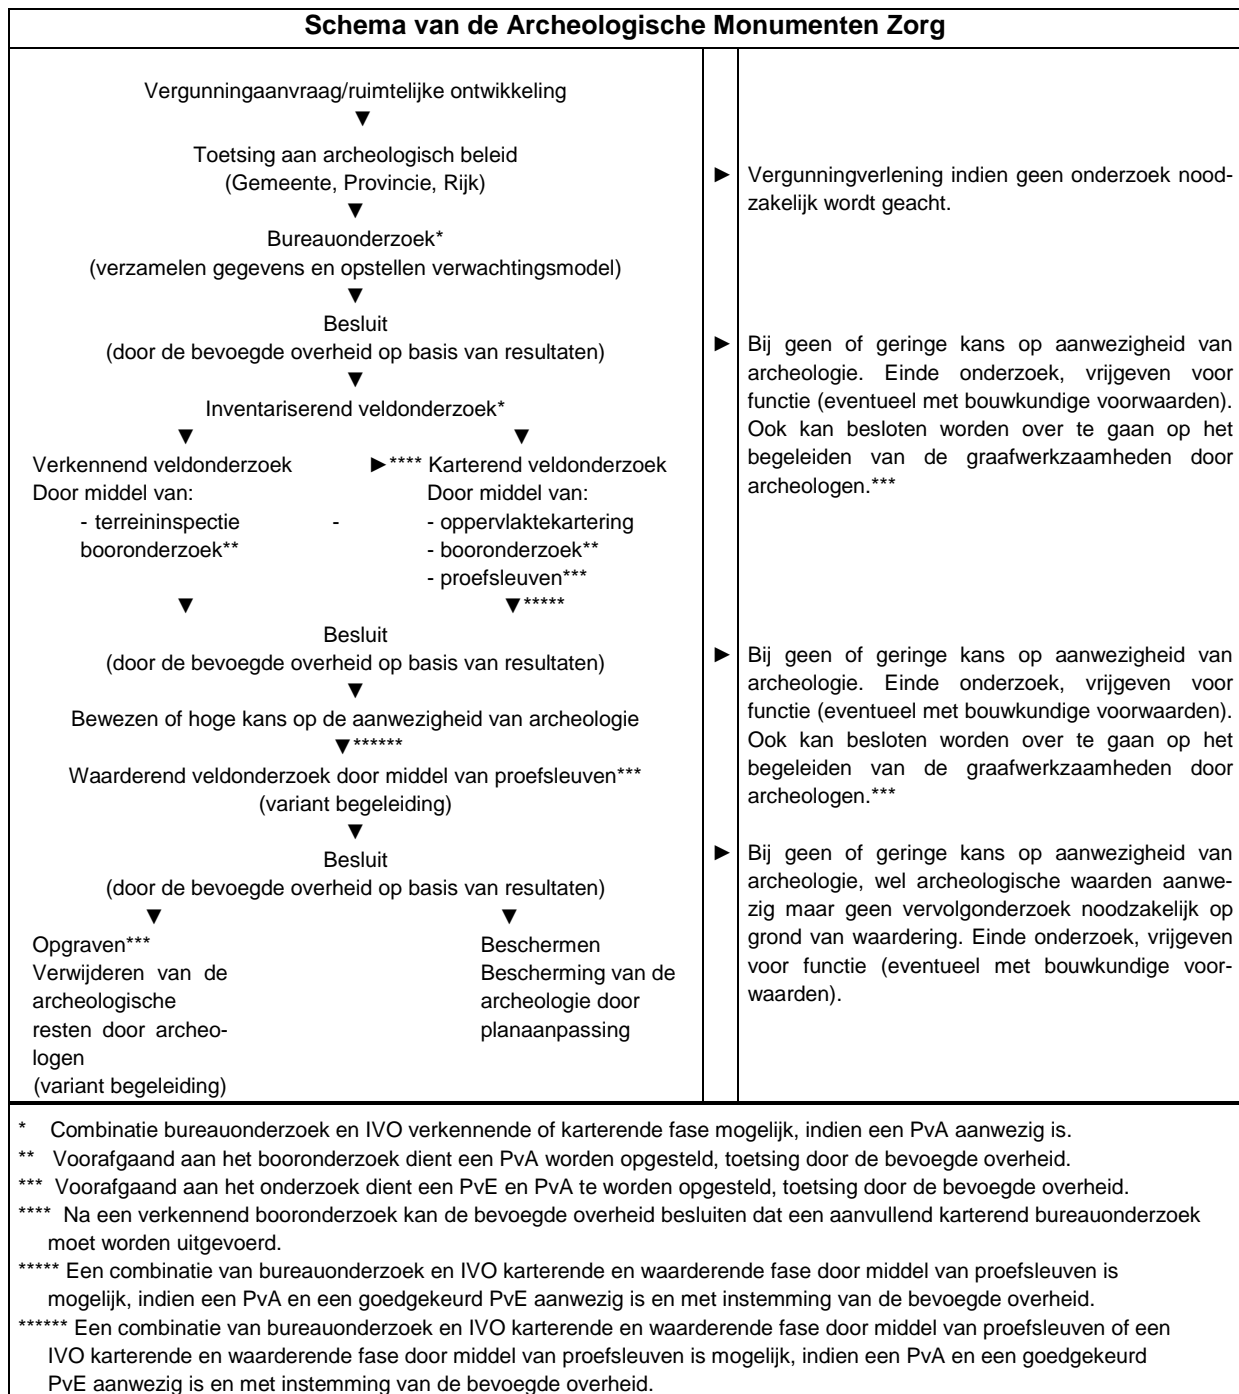 Schema van de Archeologische Monumenten Zorg
Vergunningaanvraag/ruimtelijke ontwikkeling
▼
Toetsing aan archeologisch beleid
(Gemeente, Provincie, Rijk)
▼
► Vergunningverlening indien geen onderzoek nood-
zakelijk wordt geacht.
Bureauonderzoek*
(verzamelen gegevens en opstellen verwachtingsmodel)
▼
Besluit
(door de bevoegde overheid op basis van resultaten)
▼
► Bij geen of geringe kans op aanwezigheid van
archeologie. Einde onderzoek, vrijgeven voor
functie (eventueel met bouwkundige voorwaarden).
Ook kan besloten worden over te gaan op het
begeleiden van de graafwerkzaamheden door
archeologen.***
Inventariserend veldonderzoek*
▼ ▼
Verkennend veldonderzoek ►**** Karterend veldonderzoek
Door middel van: Door middel van:
- terreininspectie - - oppervlaktekartering
booronderzoek** - booronderzoek**
- proefsleuven***
▼ ▼*****
Besluit
(door de bevoegde overheid op basis van resultaten)
▼
► Bij geen of geringe kans op aanwezigheid van
archeologie. Einde onderzoek, vrijgeven voor
functie (eventueel met bouwkundige voorwaarden).
Ook kan besloten worden over te gaan op het
begeleiden van de graafwerkzaamheden door
archeologen.***
Bewezen of hoge kans op de aanwezigheid van archeologie
▼******
Waarderend veldonderzoek door middel van proefsleuven***
(variant begeleiding)
▼
Besluit
(door de bevoegde overheid op basis van resultaten)
▼ ▼
► Bij geen of geringe kans op aanwezigheid van
archeologie, wel archeologische waarden aanwe-
zig maar geen vervolgonderzoek noodzakelijk op
grond van waardering. Einde onderzoek, vrijgeven
voor functie (eventueel met bouwkundige voor-
waarden).
Opgraven***
Verwijderen van de
archeologische
resten door archeo-
logen
(variant begeleiding)
Beschermen
Bescherming van de
archeologie door
planaanpassing
* Combinatie bureauonderzoek en IVO verkennende of karterende fase mogelijk, indien een PvA aanwezig is.
** Voorafgaand aan het booronderzoek dient een PvA worden opgesteld, toetsing door de bevoegde overheid.
*** Voorafgaand aan het onderzoek dient een PvE en PvA te worden opgesteld, toetsing door de bevoegde overheid.
**** Na een verkennend booronderzoek kan de bevoegde overheid besluiten dat een aanvullend karterend bureauonderzoek
moet worden uitgevoerd.
***** Een combinatie van bureauonderzoek en IVO karterende en waarderende fase door middel van proefsleuven is
mogelijk, indien een PvA en een goedgekeurd PvE aanwezig is en met instemming van de bevoegde overheid.
****** Een combinatie van bureauonderzoek en IVO karterende en waarderende fase door middel van proefsleuven of een
IVO karterende en waarderende fase door middel van proefsleuven is mogelijk, indien een PvA en een goedgekeurd
PvE aanwezig is en met instemming van de bevoegde overheid.